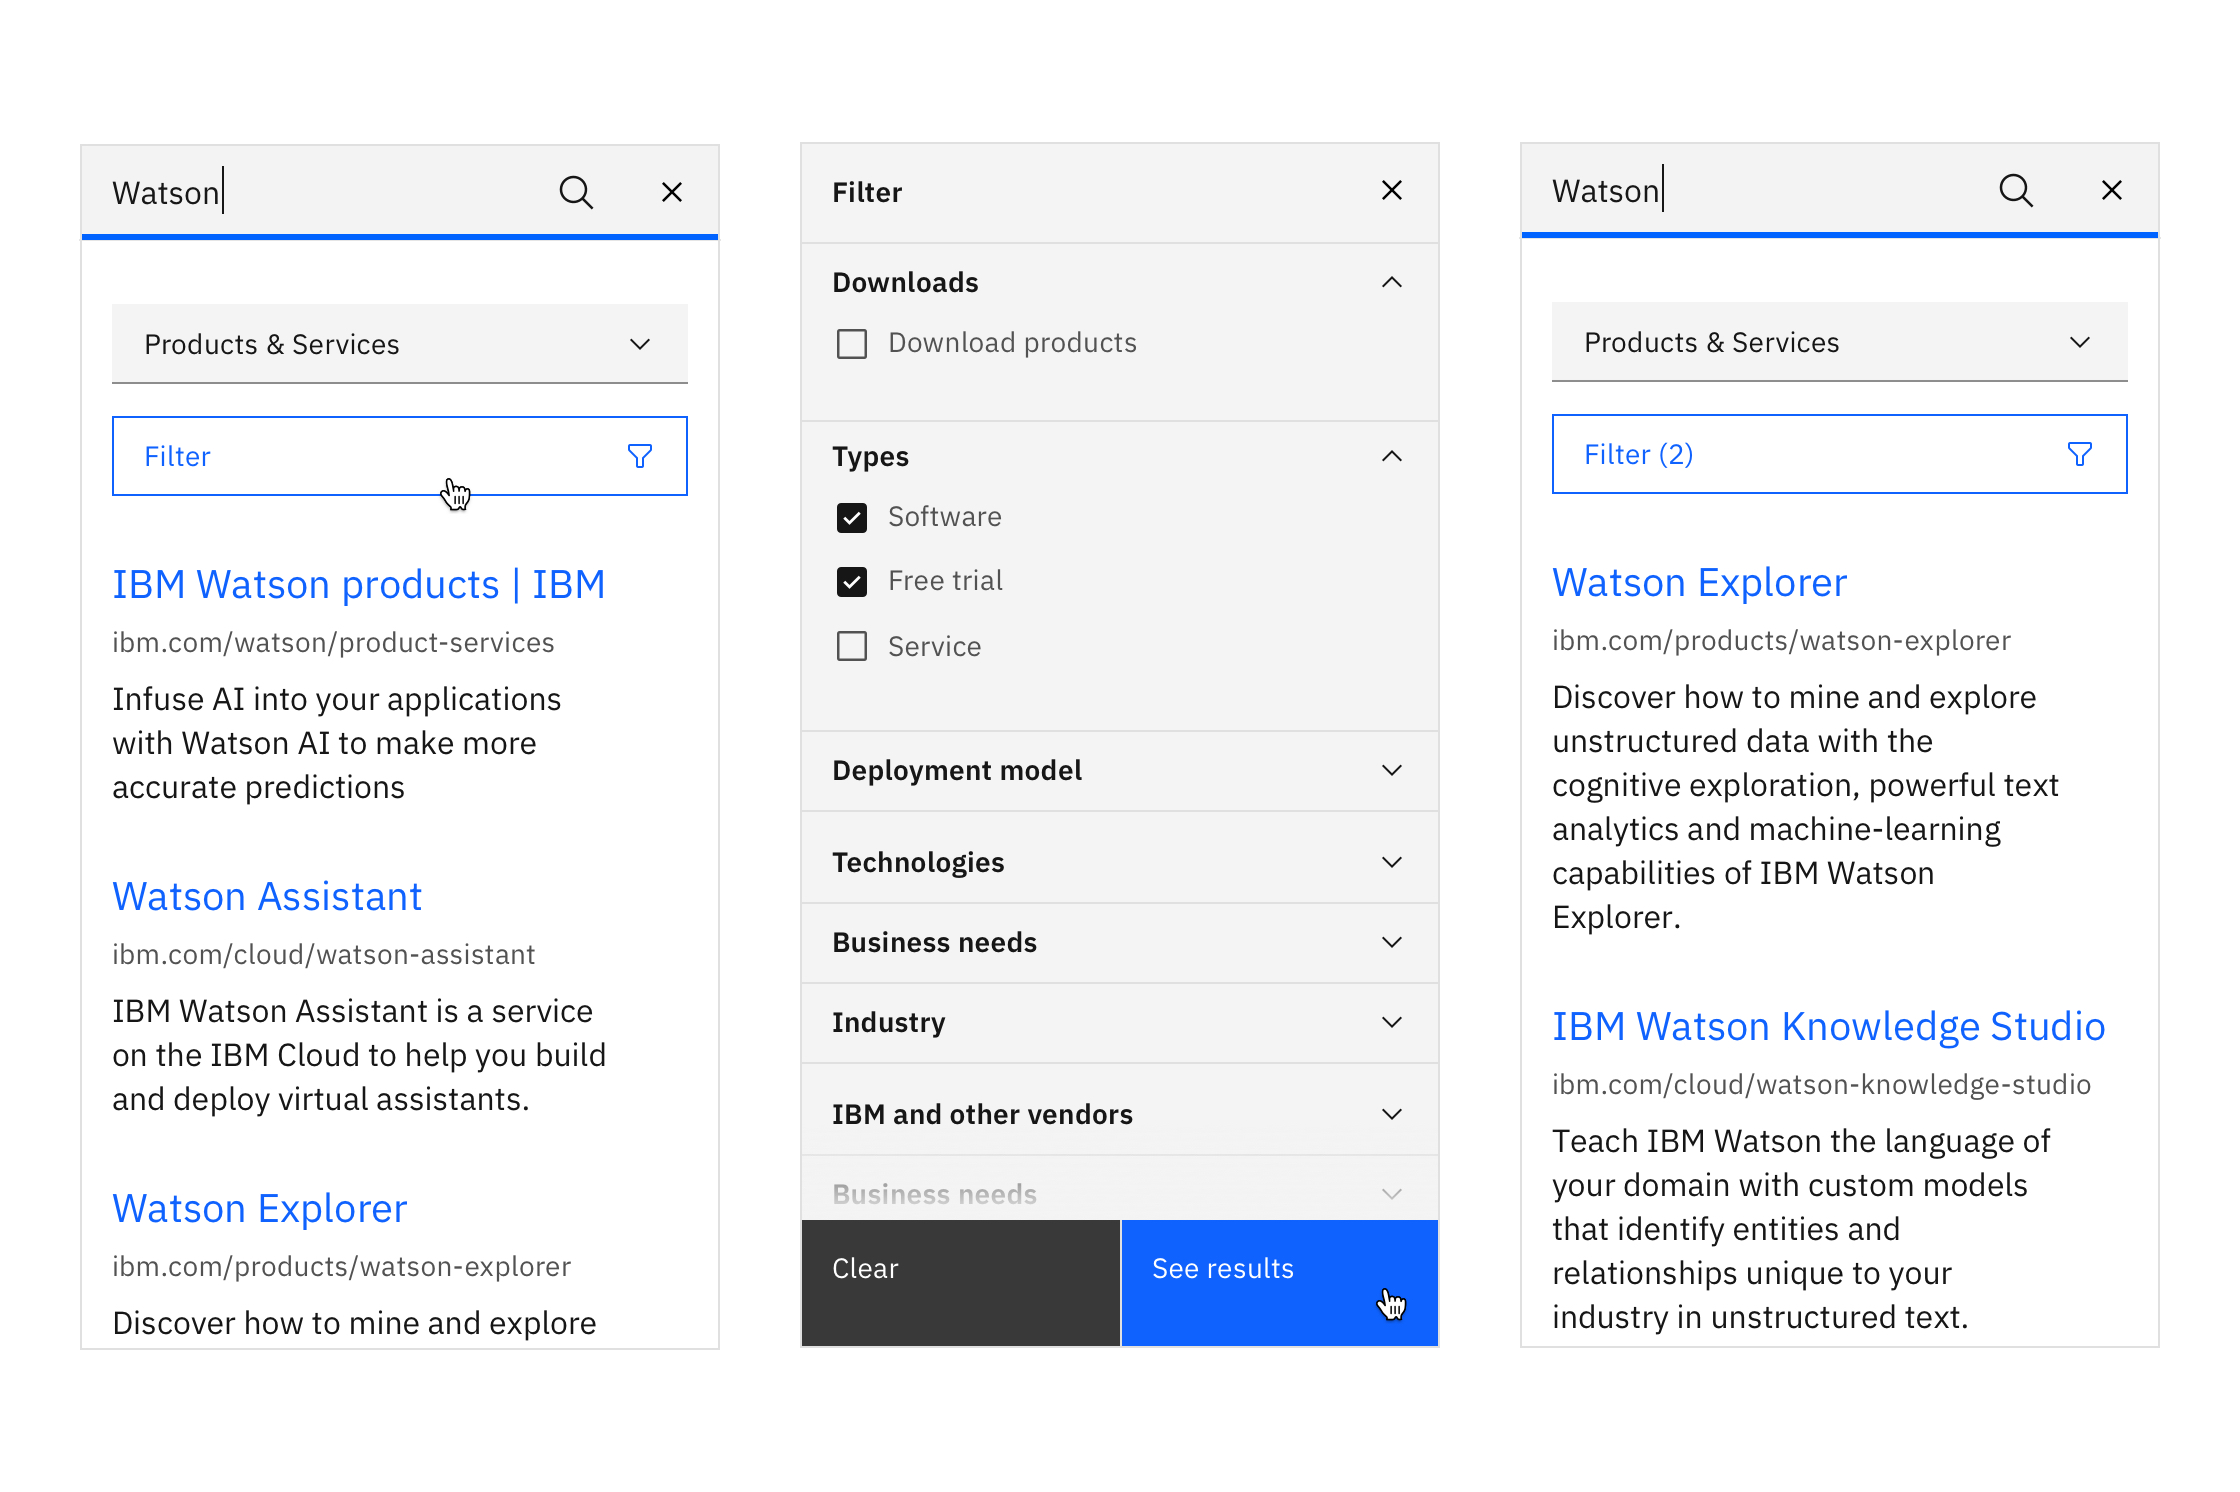 Watson
Products & Services
Filter
IBM Watson products | IBM
ibm.com/watson/product-services
Infuse AI into your applications
with Watson AI to make more
accurate predictions
Watson Assistant
ibm.com/cloud/watson-assistant
IBM Watson Assistant is a service
on the IBM Cloud to help you build
and deploy virtual assistants.
Watson Explorer
ibm.com/products/watson-explorer
Discover how to mine and explore
Filter
Downloads
Download products
Types
Software
Free trial
Service
Deployment model
Technologies
Business needs
Industry
IBM and other vendors
Business needs
Clear
See results
Watson
Products & Services
Filter (2)
Watson Explorer
ibm.com/products/watson-explorer
Discover how to mine and explore
unstructured data with the
cognitive exploration, powerful text
analytics and machine-learning
capabilities of IBM Watson
Explorer.
IBM Watson Knowledge Studio
ibm.com/cloud/watson-knowledge-studio
Teach IBM Watson the language of
your domain with custom models
that identify entities and
relationships unique to your
industry in unstructured text.